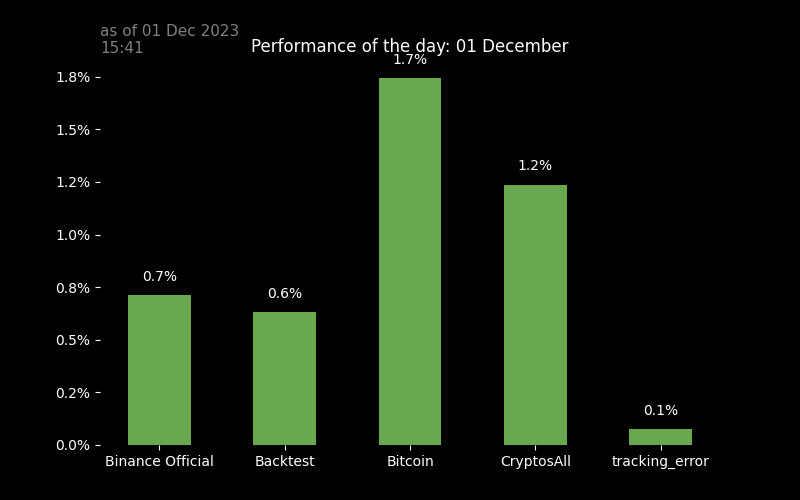 as of 01 Dec 2023
15:41
Performance of the day: 01 December
1.8%
1.5%
1.2%
1.0%
0.8%
0.5%
0.2%
0.0%
0.7%
0.6%
1.7%
1.2%
0.1%
Binance Official
Backtest
Bitcoin
CryptosAll
tracking_error